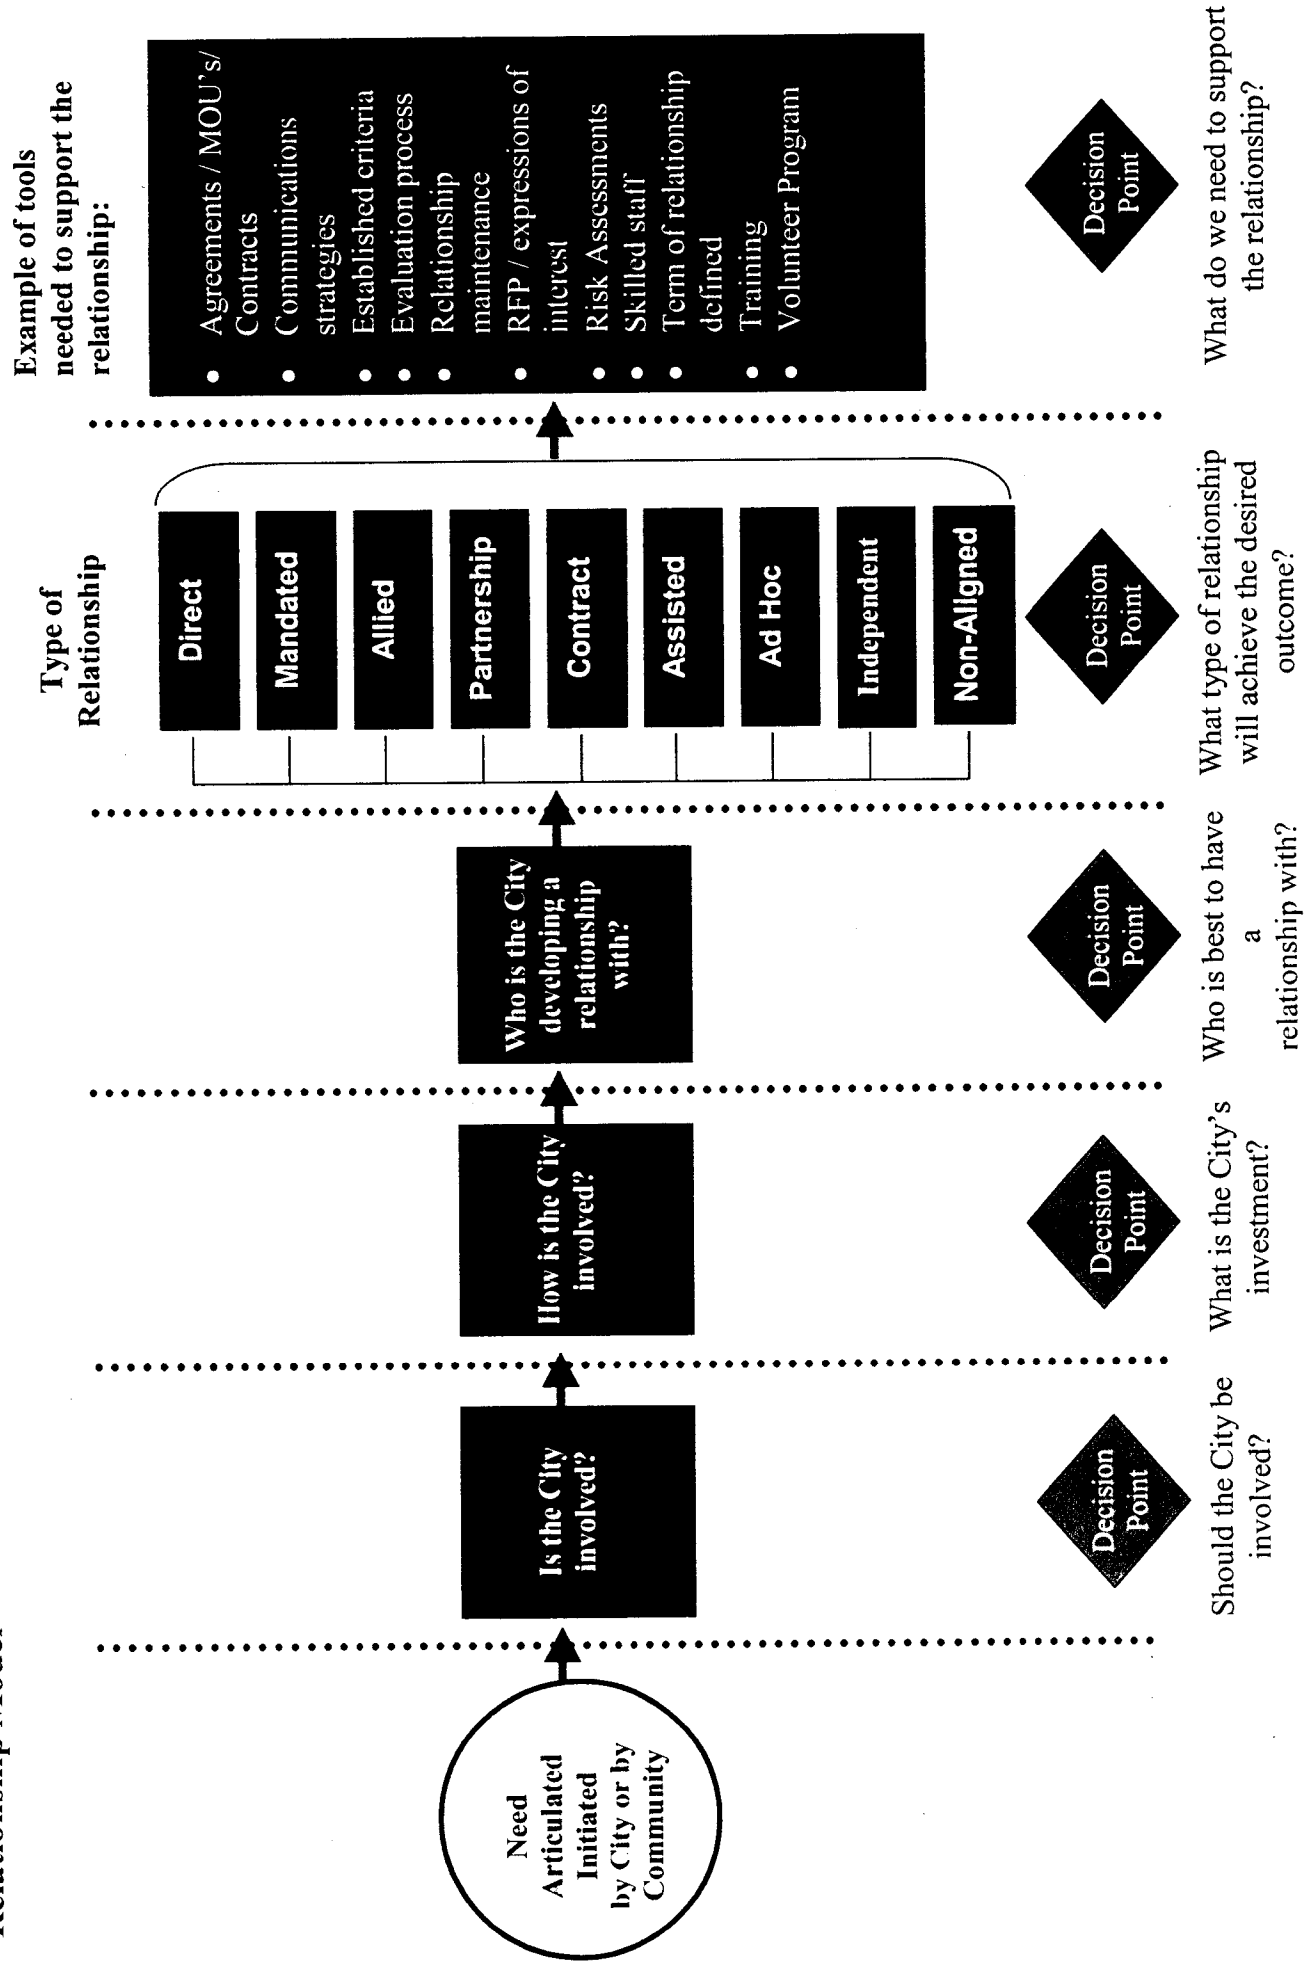 Relationship Model
Need
Articulated
Initiated
by City or by
Community
Is the City
involved?
How is the City
involved?
Who is the City
developing a
relationship
with?
Type of
Relationship
Direct
Mandated
Allied
Partnership
Contract
Assisted
Ad Hoc
Independent
Non-Aligned
Example of tools
needed to support the
relationship:
• Agreements / MOU's/
Contracts
• Communications
strategies
• Established criteria
• Evaluation process
• Relationship
maintenance
• RFP / expressions of
interest
• Risk Assessments
• Skilled staff
• Term of relationship
defined
• Training
• Volunteer Program
Decision
Point
Should the City be
involved?
Decision
Point
What is the City's
investment?
Decision
Point
Who is best to have
a
relationship with?
Decision
Point
What type of relationship
will achieve the desired
outcome?
Decision
Point
What do we need to support
the relationship?